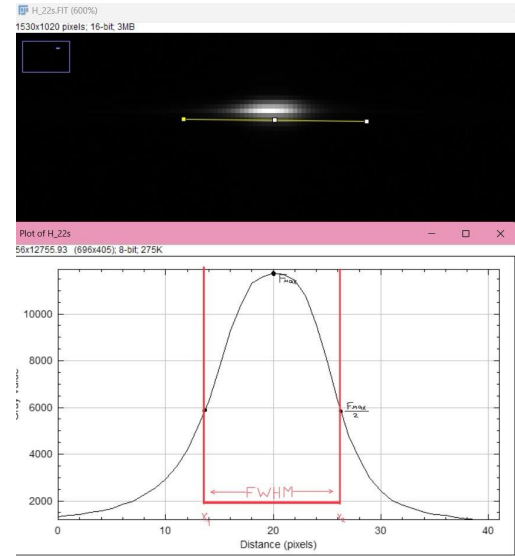 H_22s.FIT (600%)
1530x1020 pixels; 16-bit; 3MB
Plot of H_22s
56x12755.93 (696x405); 8-bit; 275K
Fmax
10000
8000
6000
Fmax/2
4000
FWHM
2000
x1 x2
0 10 20 30 40
Distance (pixels)